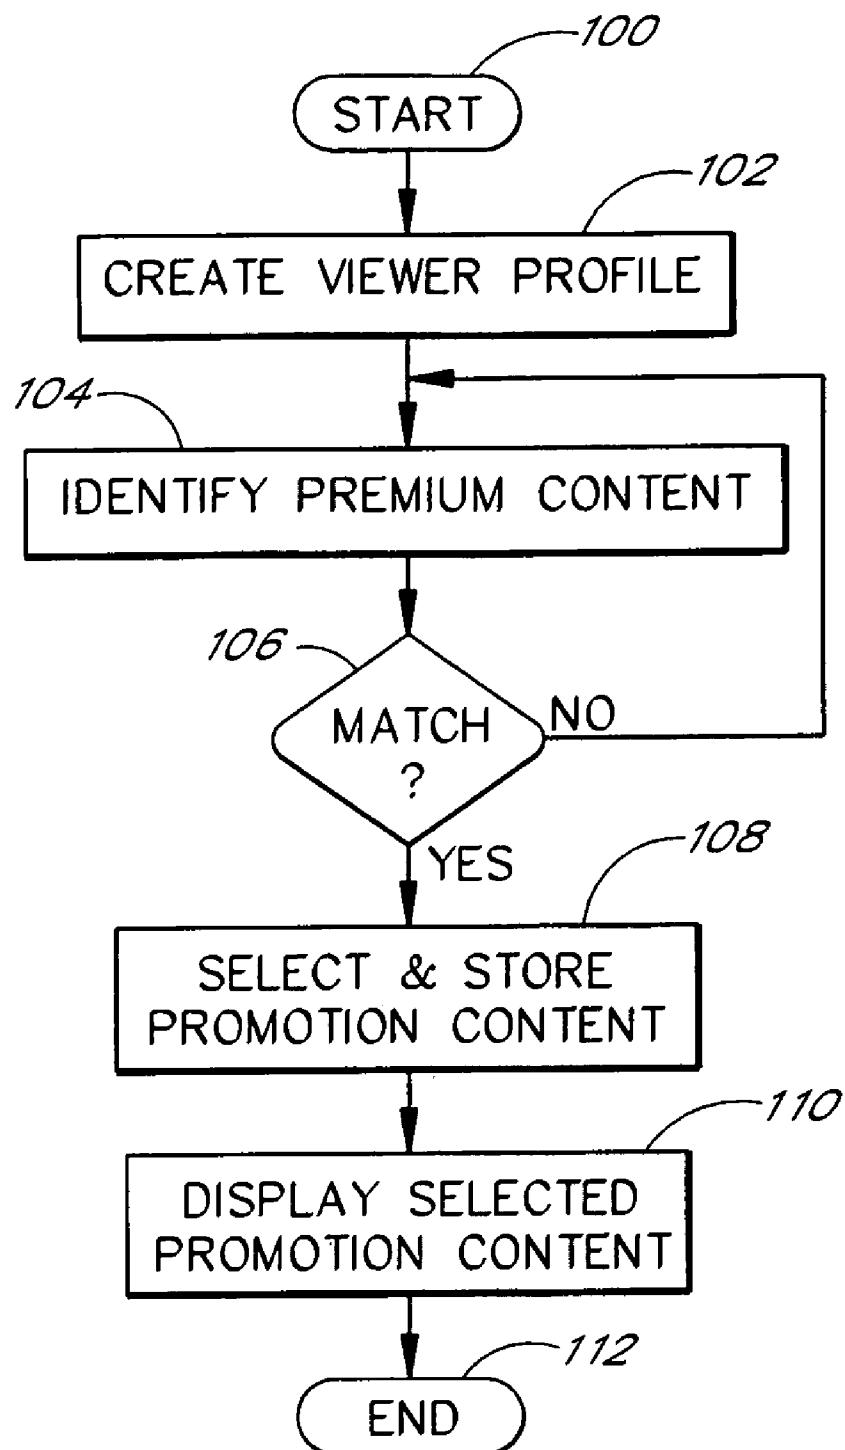 100
START
102
CREATE VIEWER PROFILE
104
IDENTIFY PREMIUM CONTENT
106
MATCH
?
NO
YES
108
SELECT & STORE
PROMOTION CONTENT
110
DISPLAY SELECTED
PROMOTION CONTENT
112
END